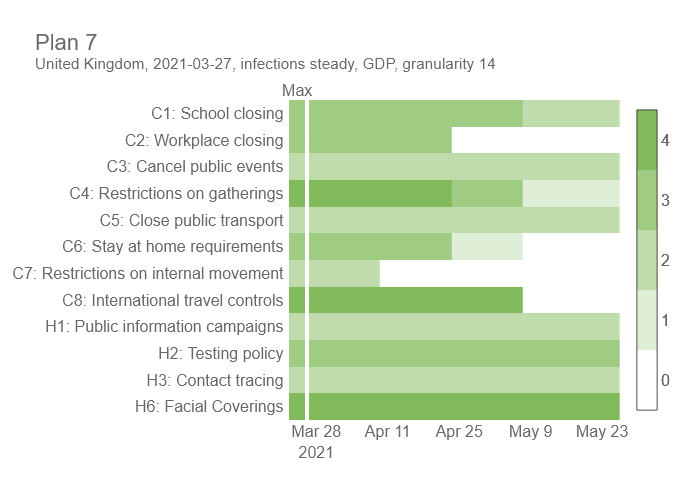 Plan 7
United Kingdom, 2021-03-27, infections steady, GDP, granularity 14
Max
C1: School closing
C2: Workplace closing
C3: Cancel public events
C4: Restrictions on gatherings
C5: Close public transport
C6: Stay at home requirements
C7: Restrictions on internal movement
C8: International travel controls
H1: Public information campaigns
H2: Testing policy
H3: Contact tracing
H6: Facial Coverings
4
3
2
1
0
Mar 28 Apr 11 Apr 25 May 9 May 23
2021